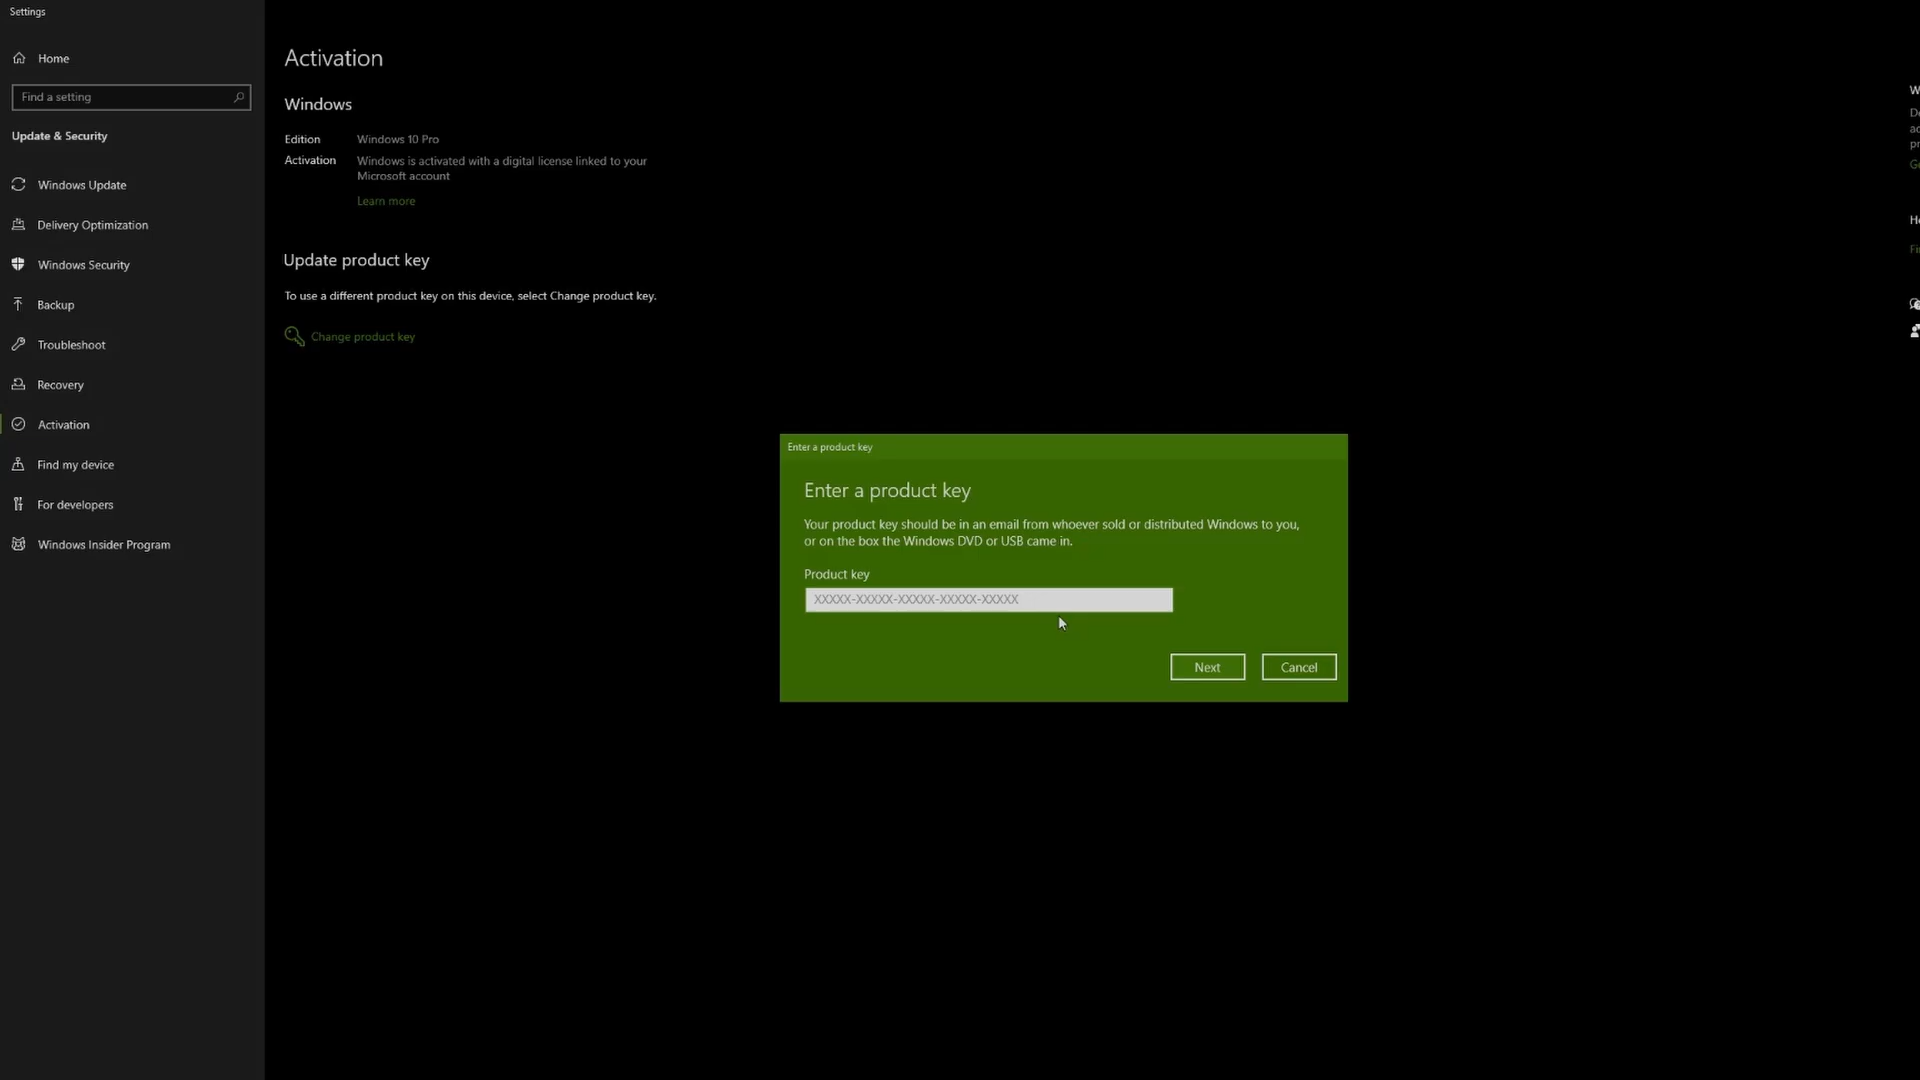 Settings
Home
Find a setting
Update & Security
Windows Update
Delivery Optimization
Windows Security
Backup
Troubleshoot
Recovery
Activation
Find my device
For developers
Windows Insider Program
Activation
Windows
Edition Windows 10 Pro
Activation Windows is activated with a digital license linked to your
Microsoft account
Learn more
Update product key
To use a different product key on this device, select Change product key.
Change product key
Enter a product key
Enter a product key
Your product key should be in an email from whoever sold or distributed Windows to you,
or on the box the Windows DVD or USB came in.
Product key
XXXXX-XXXXX-XXXXX-XXXXX-XXXXX
Next Cancel